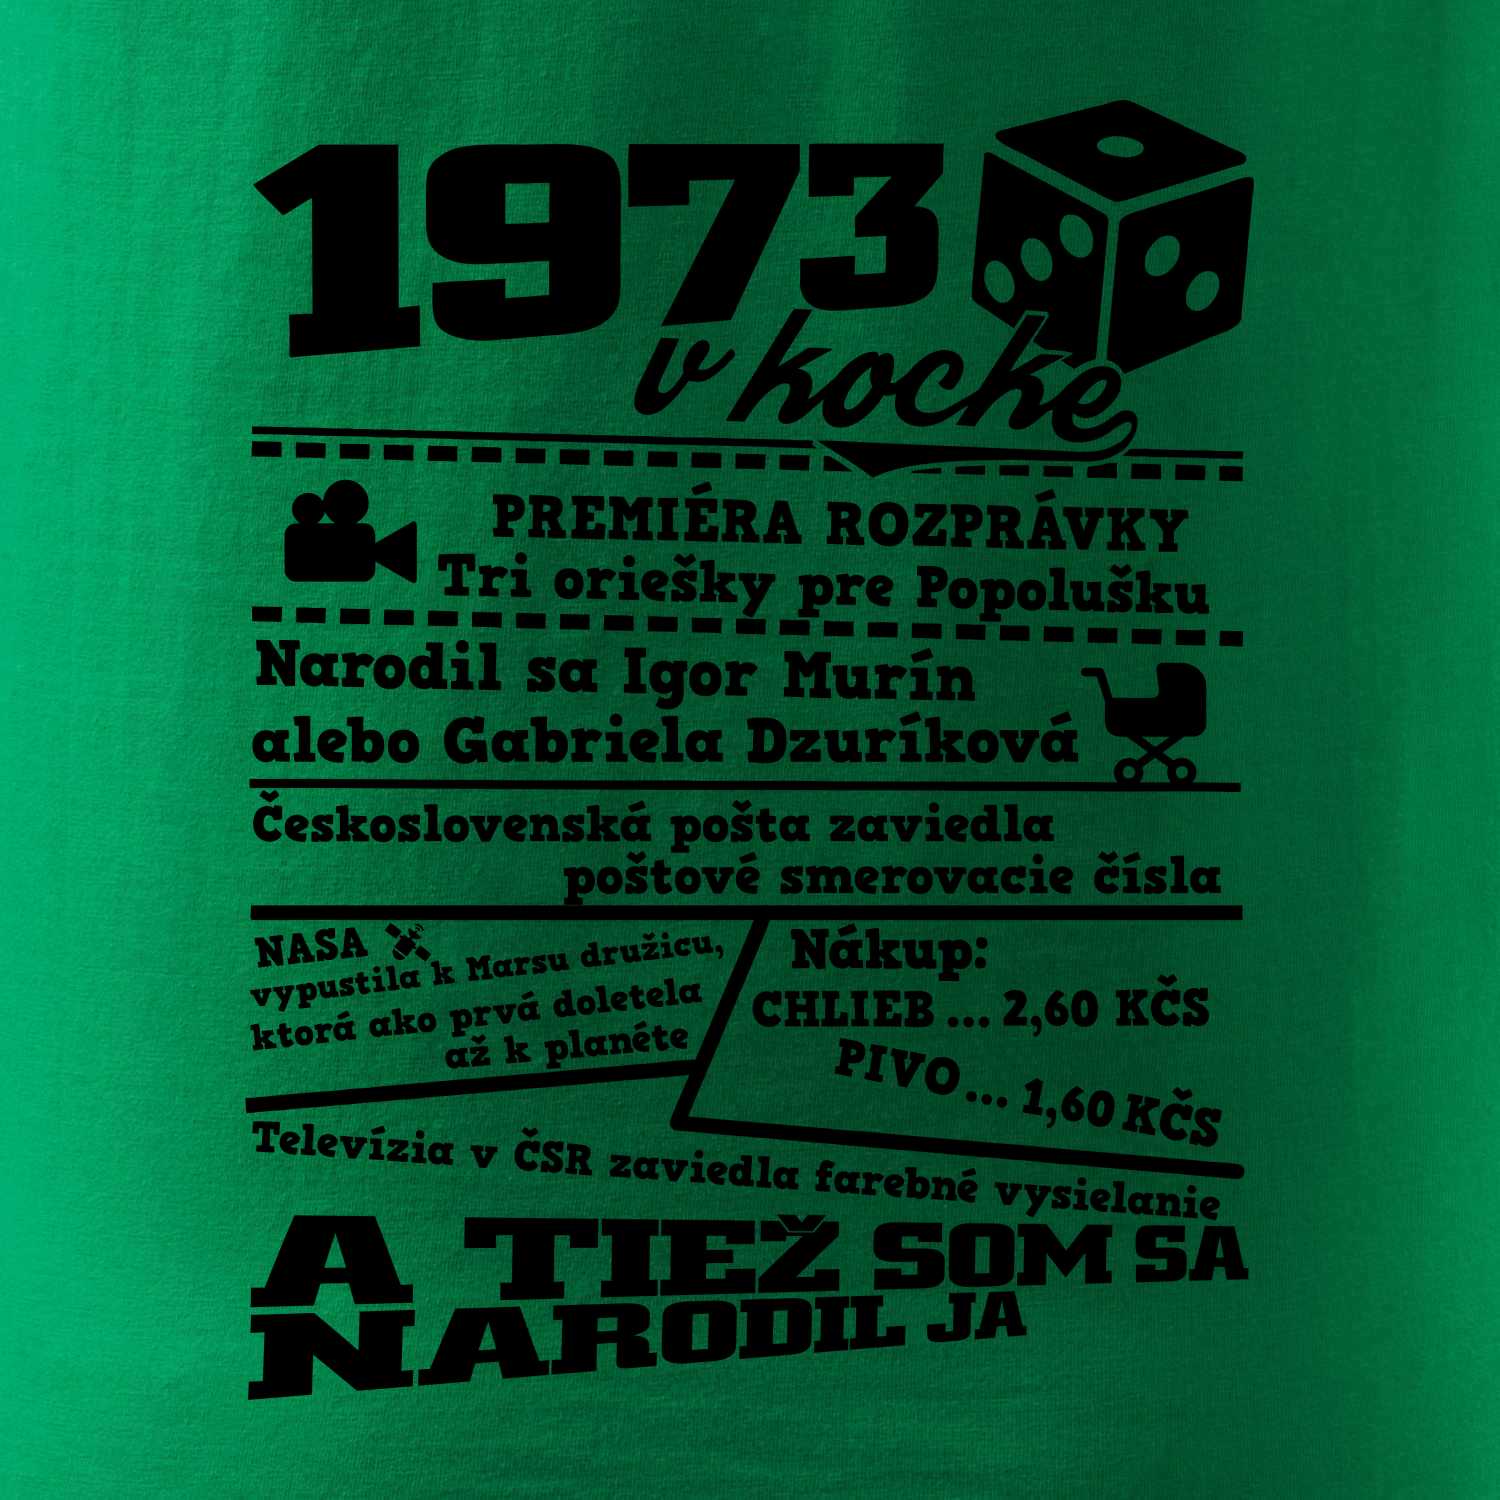 1973
v kocke
PREMIÉRA ROZPRÁVKY
Tri oriešky pre Popolušku
Narodil sa Igor Murín
alebo Gabriela Dzuríková
Československá pošta zaviedla
poštové smerovacie čísla
NASA
vypustila k Marsu družicu,
ktorá ako prvá doletela
až k planéte
Nákup:
CHLIEB ... 2,60 KČS
PIVO ... 1,60 KČS
Televízia v ČSR zaviedla farebné vysielanie
A TIEŽ SOM SA
NARODIL JA